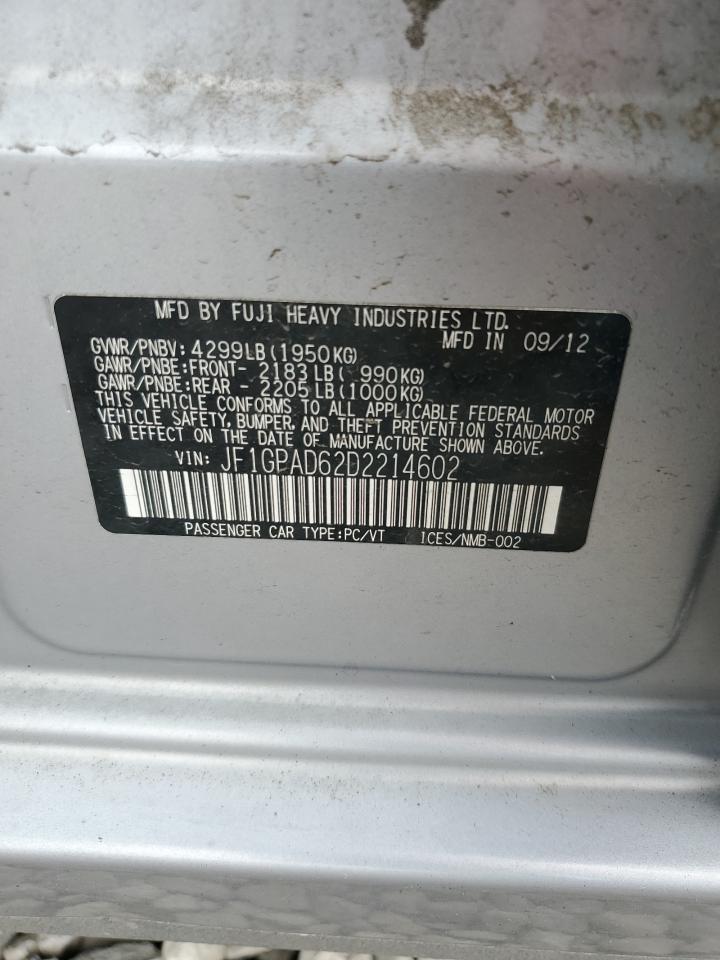 MFD BY FUJI HEAVY INDUSTRIES LTD.
MFD IN 09/12
GVWR/PNBV: 4299LB(1950KG)
GAWR/PNBE:FRONT- 2183LB( 990KG)
GAWR/PNBE:REAR - 2205LB(1000KG)
THIS VEHICLE CONFORMS TO ALL APPLICABLE FEDERAL MOTOR
VEHICLE SAFETY, BUMPER, AND THEFT PREVENTION STANDARDS
IN EFFECT ON THE DATE OF MANUFACTURE SHOWN ABOVE.
VIN: JF1GPAD62D2214602
PASSENGER CAR TYPE:PC/VT ICES/NMB-002